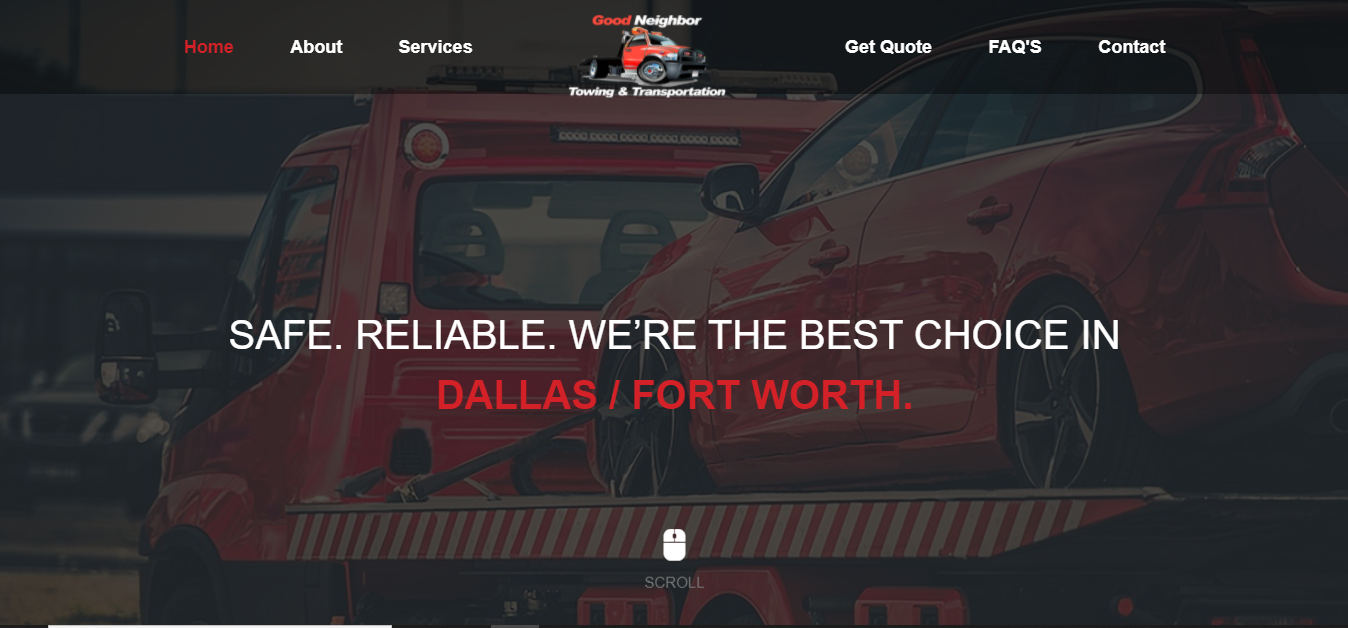 Good Neighbor
Home
About
Services
Get Quote
FAQ'S
Contact
Towing & Transportation
SAFE. RELIABLE. WE’RE THE BEST CHOICE IN
DALLAS / FORT WORTH.
SCROLL